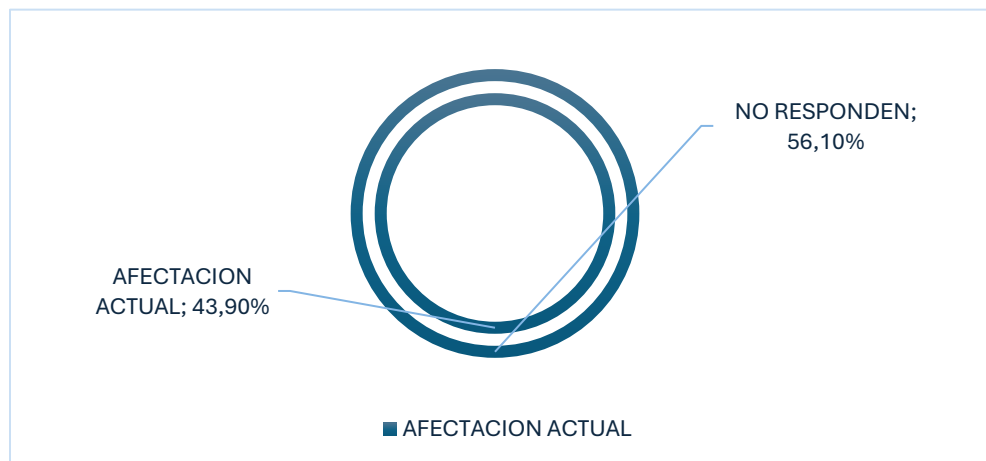 NO RESPONDEN;
56,10%
AFECTACION
ACTUAL; 43,90%
AFECTACION ACTUAL